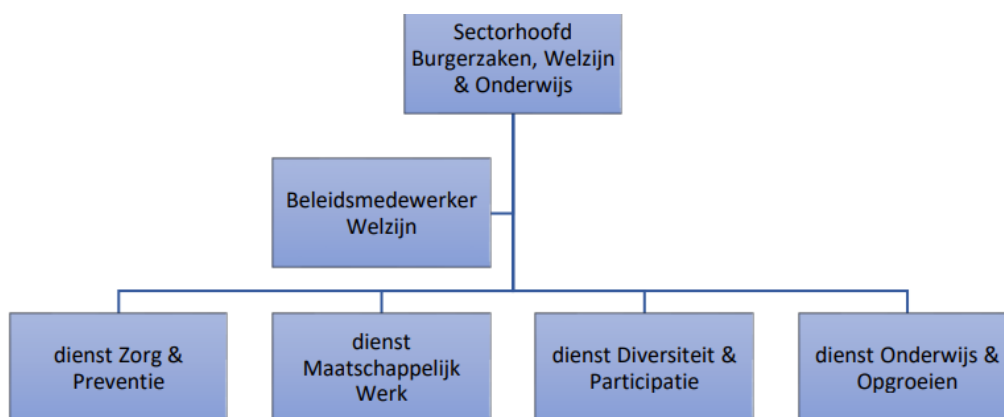 Sectorhoofd
Burgerzaken, Welzijn
& Onderwijs
Beleidsmedewerker
Welzijn
dienst Zorg &
Preventie
dienst
Maatschappelijk
Werk
dienst Diversiteit &
Participatie
dienst Onderwijs &
Opgroeien